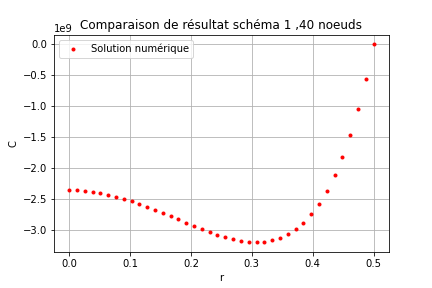 Comparaison de résultat schéma 1 ,40 noeuds
1e9
Solution numérique
0.0
−0.5
−1.0
−1.5
−2.0
−2.5
−3.0
C
0.0 0.1 0.2 0.3 0.4 0.5
r